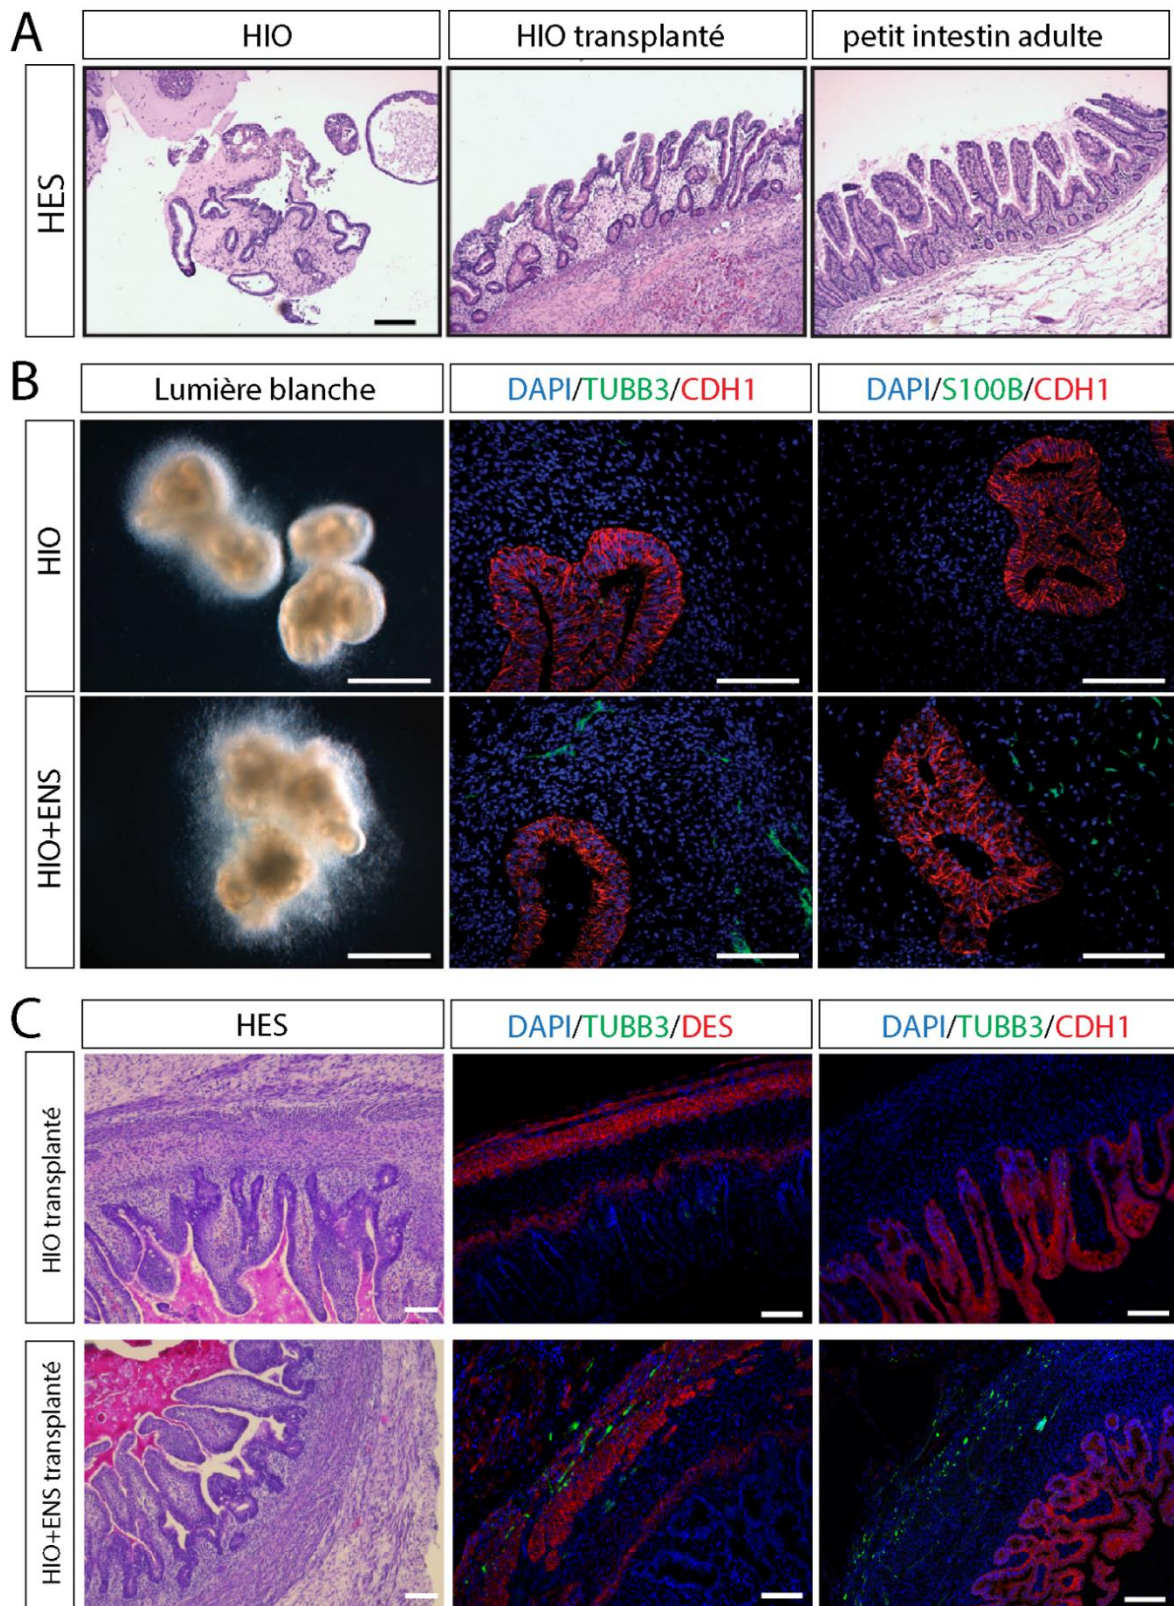 A
HIO
HIO transplanté
petit intestin adulte
HES
B
Lumière blanche
DAPI/TUBB3/CDH1
DAPI/S100B/CDH1
HIO
HIO+ENS
C
HES
DAPI/TUBB3/DES
DAPI/TUBB3/CDH1
HIO transplanté
HIO+ENS transplanté